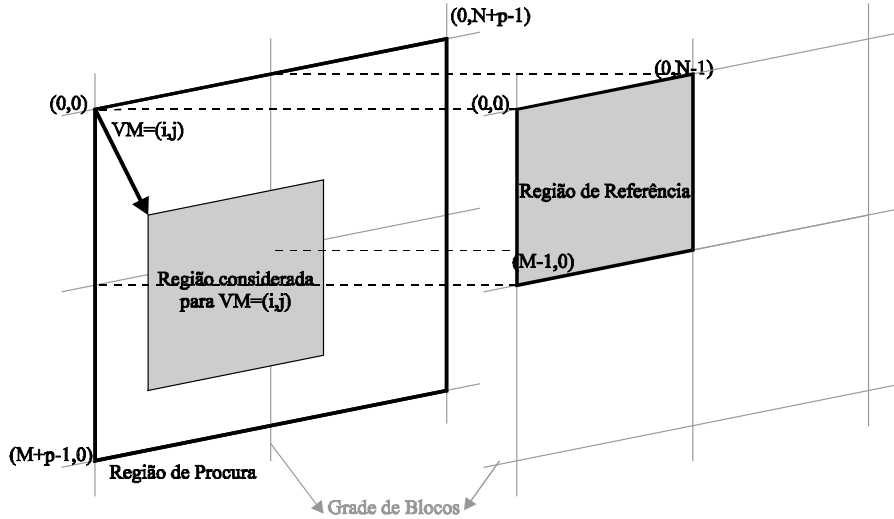 (0,N+p-1)
(0,N-1)
(0,0)
(0,0)
VM=(i,j)
Região de Referência
(M-1,0)
Região considerada
para VM=(i,j)
(M+p-1,0)
Região de Procura
Grade de Blocos